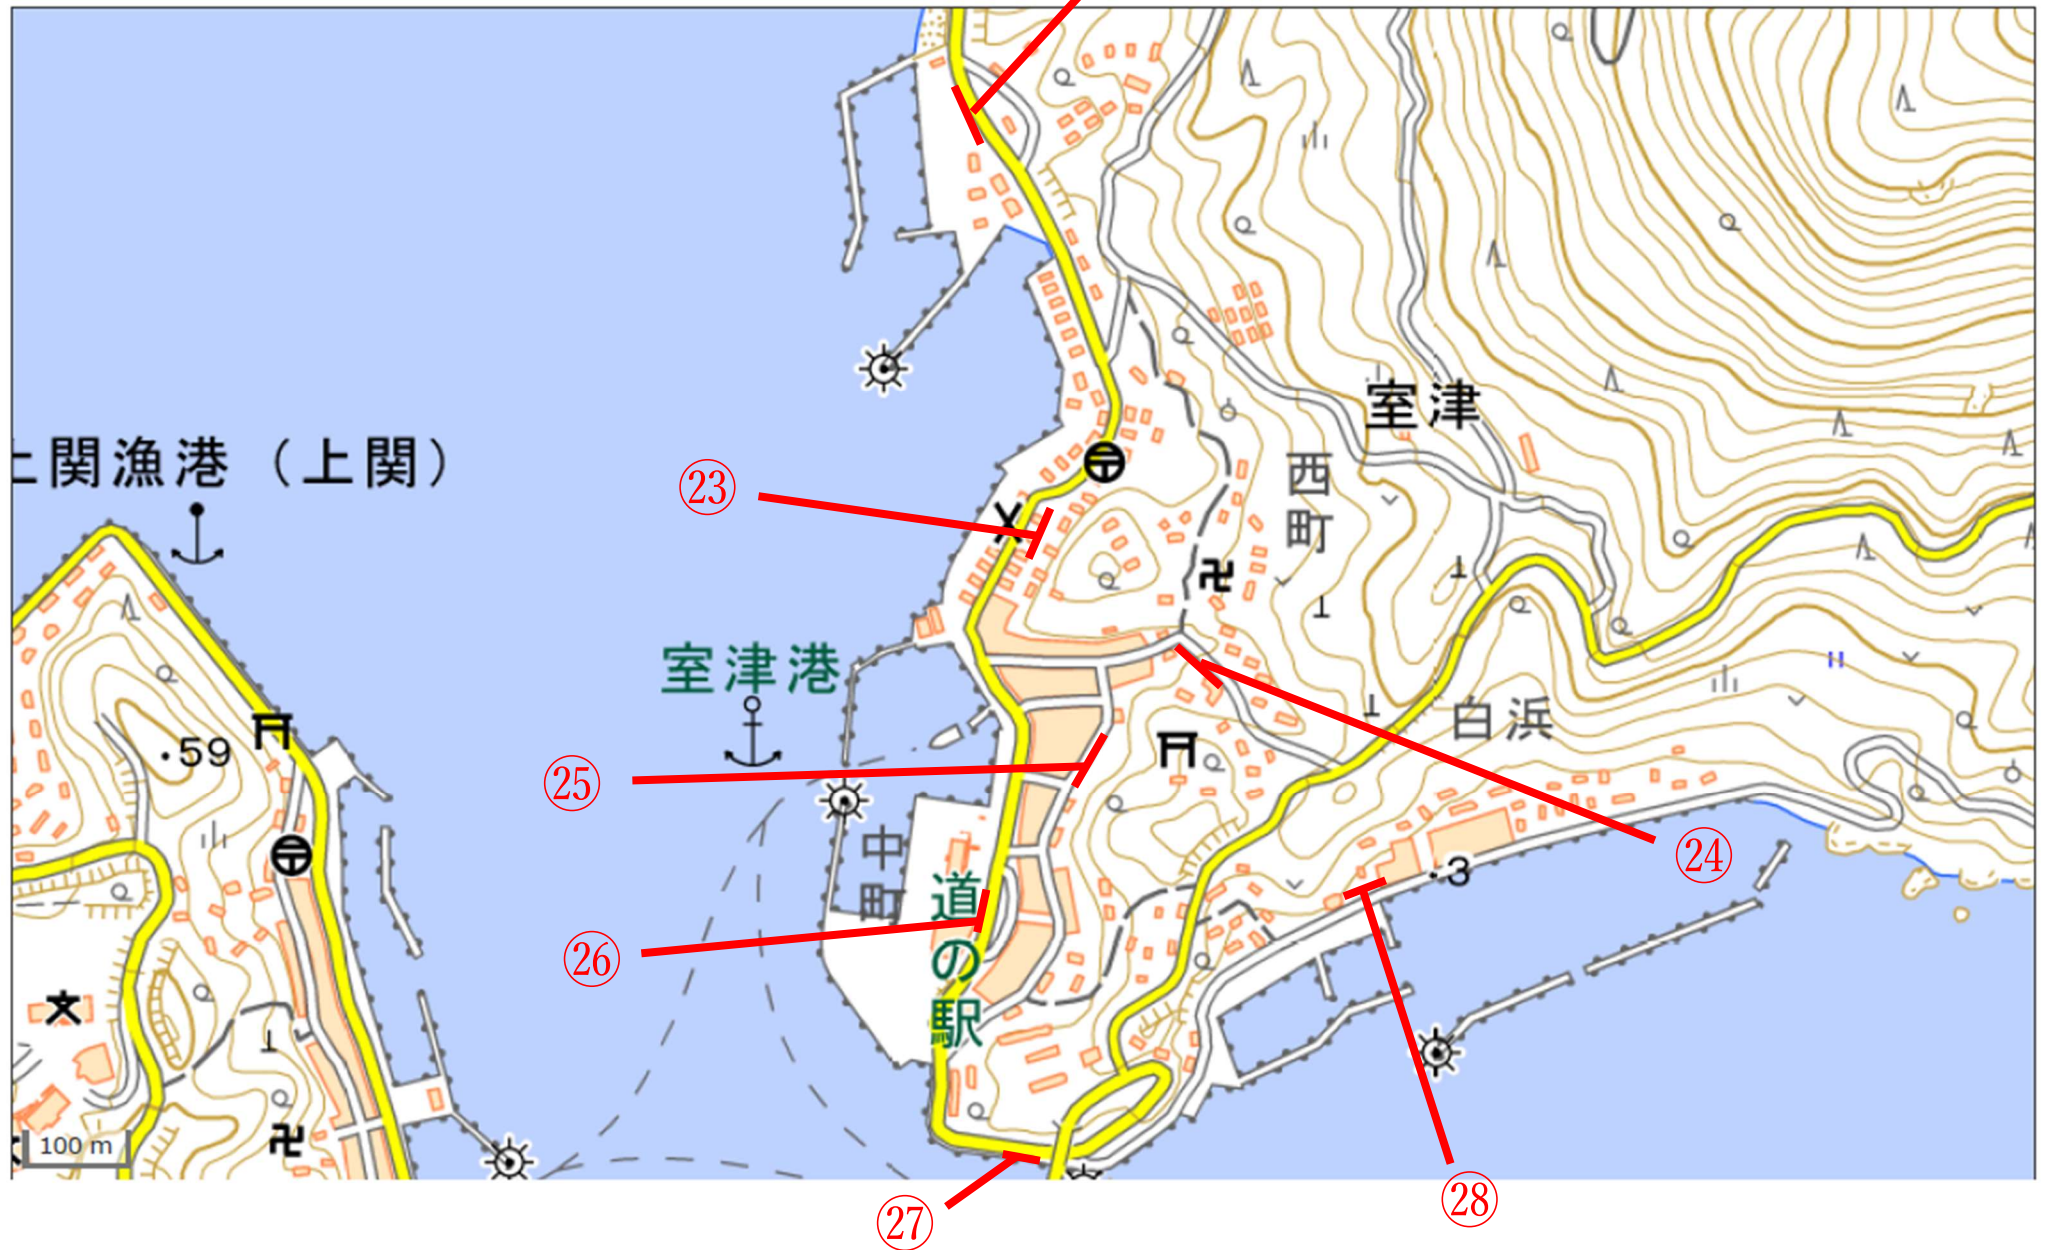 上関漁港（上関）
室津
西町
㉓
室津港
白浜
・59
㉕
㉔
中町
・3
道の駅
㉖
100 m
㉘
㉗